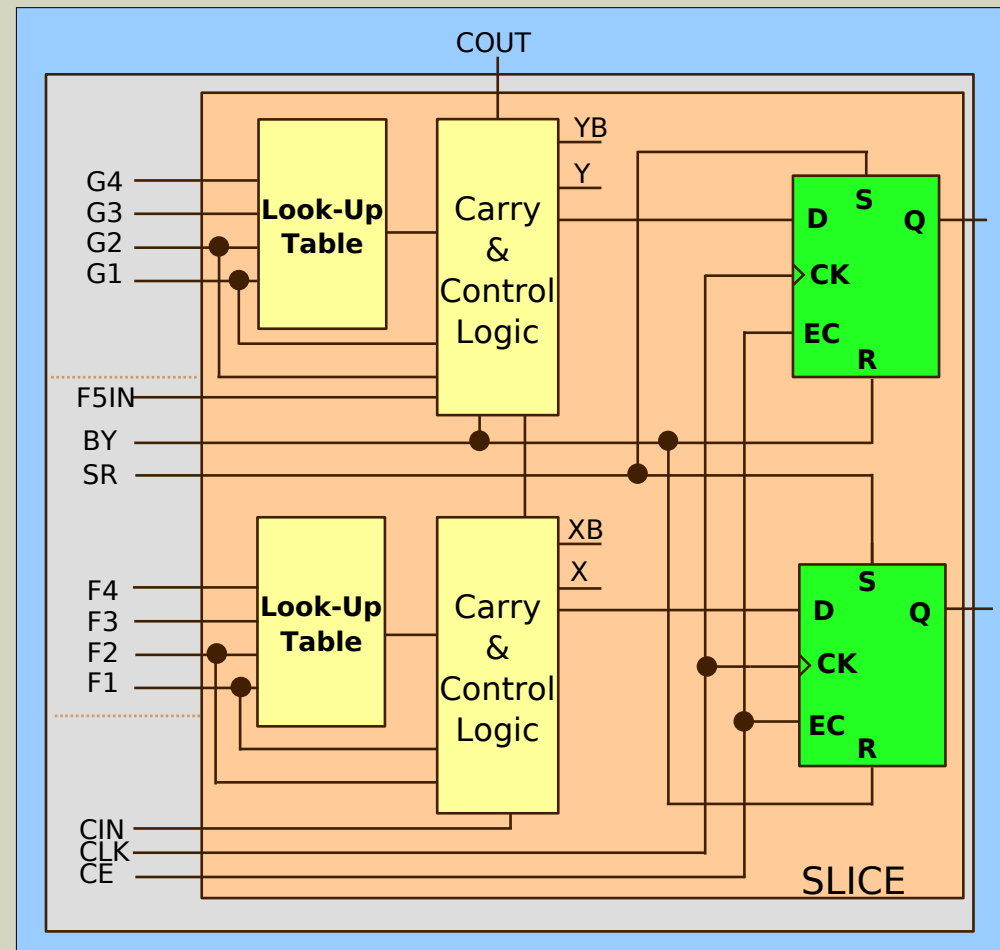 COUT
G4
G3
G2
G1
Look-Up
Table
Carry
&
Control
Logic
YB
Y
S
D
Q
CK
EC
R
F5IN
BY
SR
F4
F3
F2
F1
Look-Up
Table
Carry
&
Control
Logic
XB
X
S
D
Q
CK
EC
R
CIN
CLK
CE
SLICE